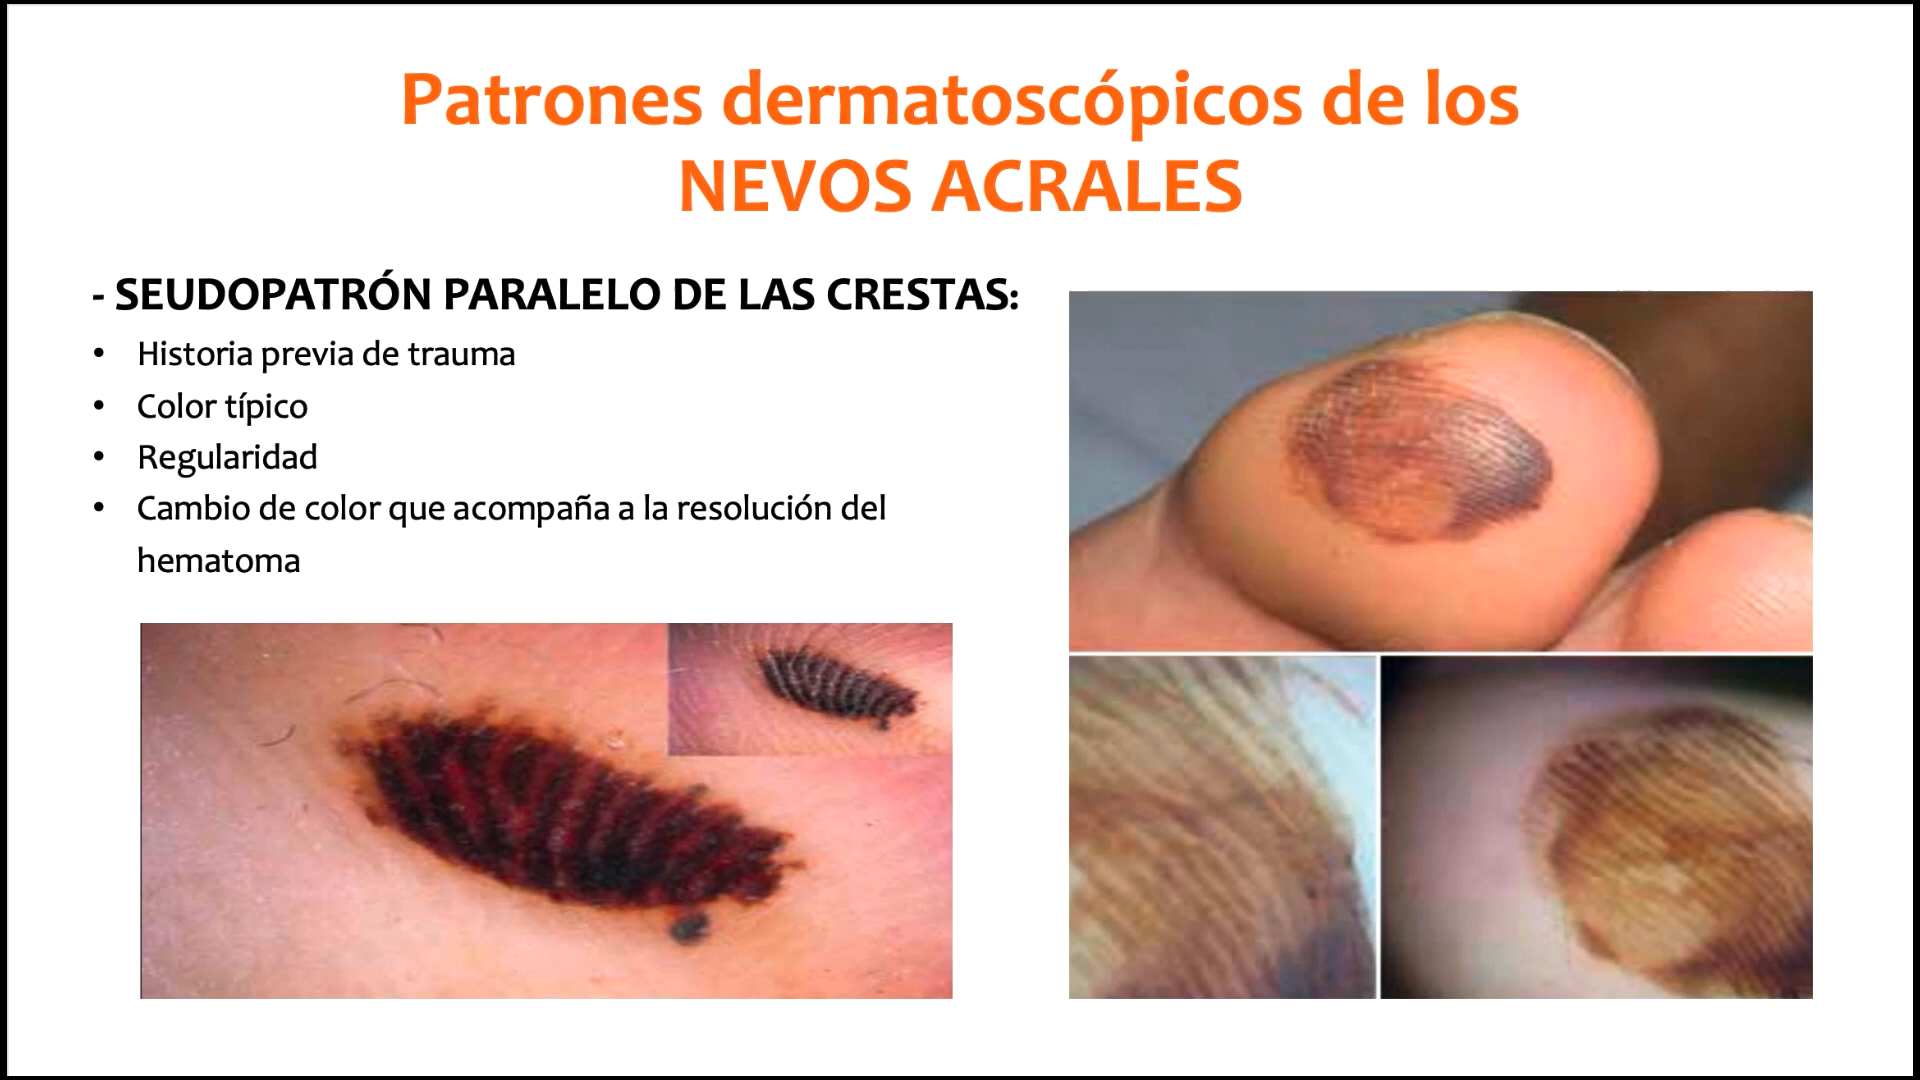 Patrones dermatoscópicos de los
NEVOS ACRALES
- SEUDOPATRÓN PARALELO DE LAS CRESTAS:
• Historia previa de trauma
• Color típico
• Regularidad
• Cambio de color que acompaña a la resolución del
hematoma